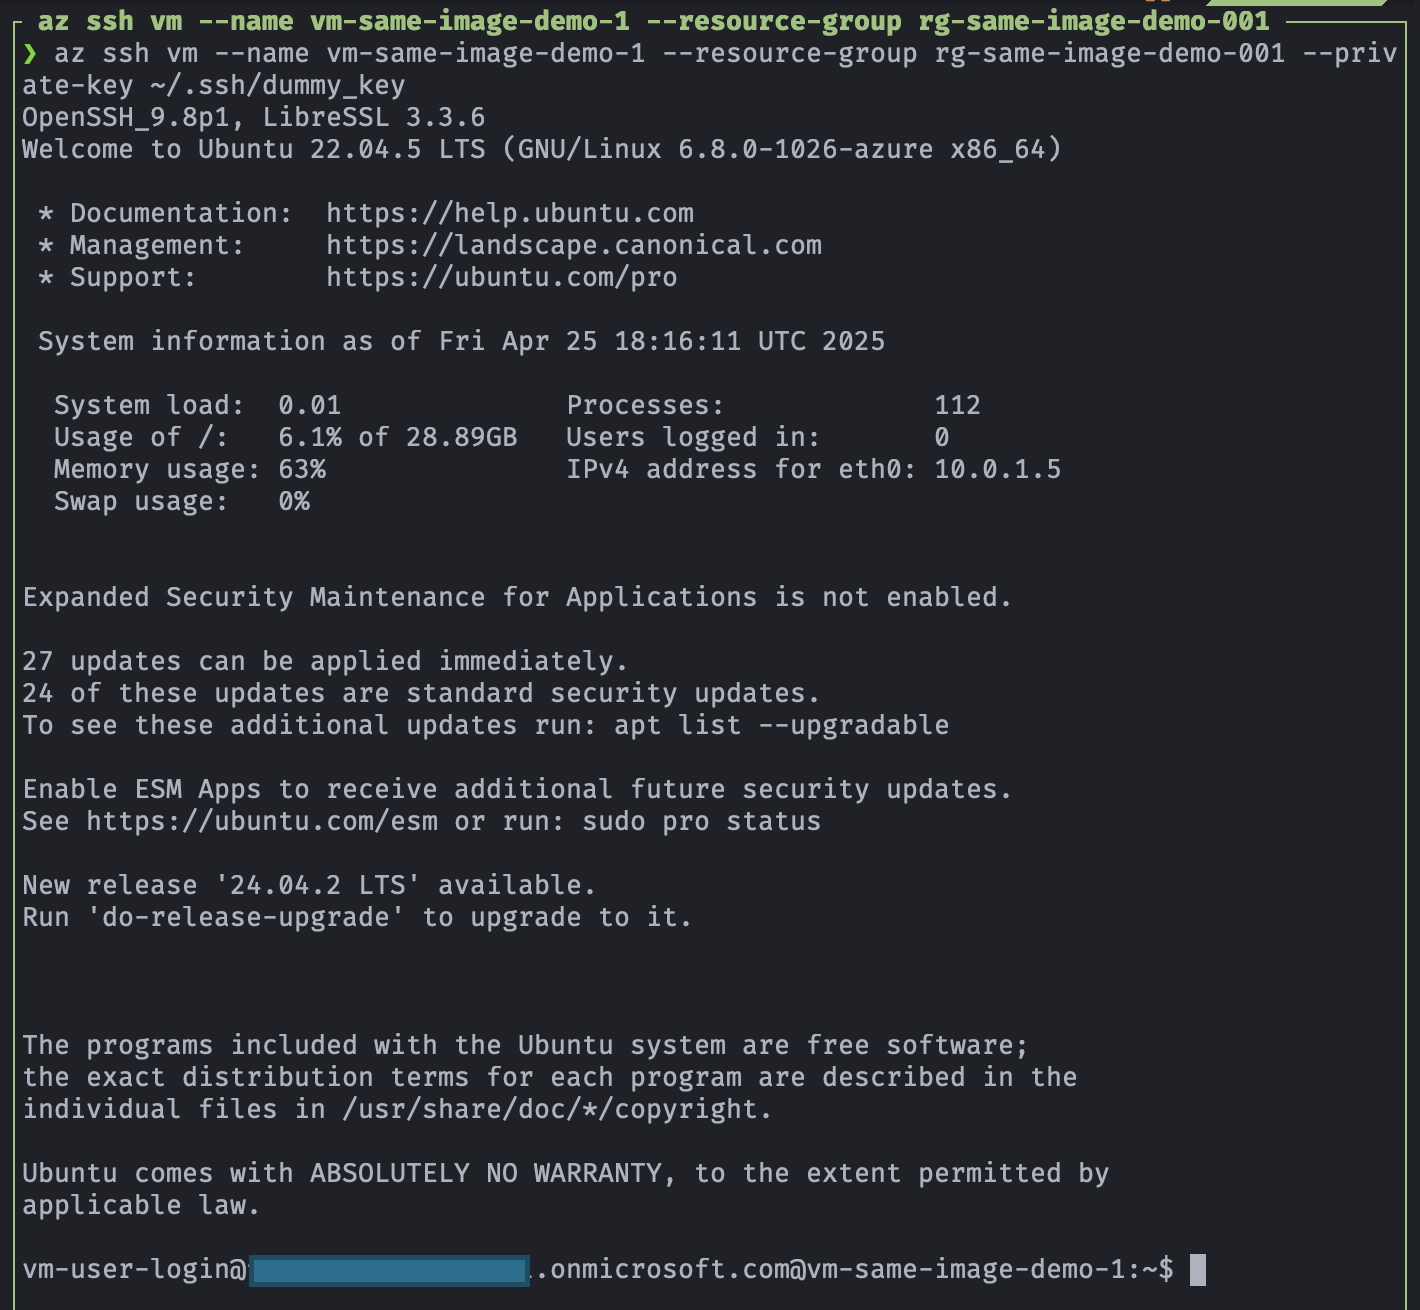 az ssh vm --name vm-same-image-demo-1 --resource-group rg-same-image-demo-001
❯ az ssh vm --name vm-same-image-demo-1 --resource-group rg-same-image-demo-001 --priv
ate-key ~/.ssh/dummy_key
OpenSSH_9.8p1, LibreSSL 3.3.6
Welcome to Ubuntu 22.04.5 LTS (GNU/Linux 6.8.0-1026-azure x86_64)
* Documentation:  https://help.ubuntu.com
* Management:     https://landscape.canonical.com
* Support:        https://ubuntu.com/pro
System information as of Fri Apr 25 18:16:11 UTC 2025
System load:  0.01              Processes:             112
Usage of /:   6.1% of 28.89GB   Users logged in:       0
Memory usage: 63%               IPv4 address for eth0: 10.0.1.5
Swap usage:   0%
Expanded Security Maintenance for Applications is not enabled.
27 updates can be applied immediately.
24 of these updates are standard security updates.
To see these additional updates run: apt list --upgradable
Enable ESM Apps to receive additional future security updates.
See https://ubuntu.com/esm or run: sudo pro status
New release '24.04.2 LTS' available.
Run 'do-release-upgrade' to upgrade to it.
The programs included with the Ubuntu system are free software;
the exact distribution terms for each program are described in the
individual files in /usr/share/doc/*/copyright.
Ubuntu comes with ABSOLUTELY NO WARRANTY, to the extent permitted by
applicable law.
vm-user-login@ .onmicrosoft.com@vm-same-image-demo-1:~$